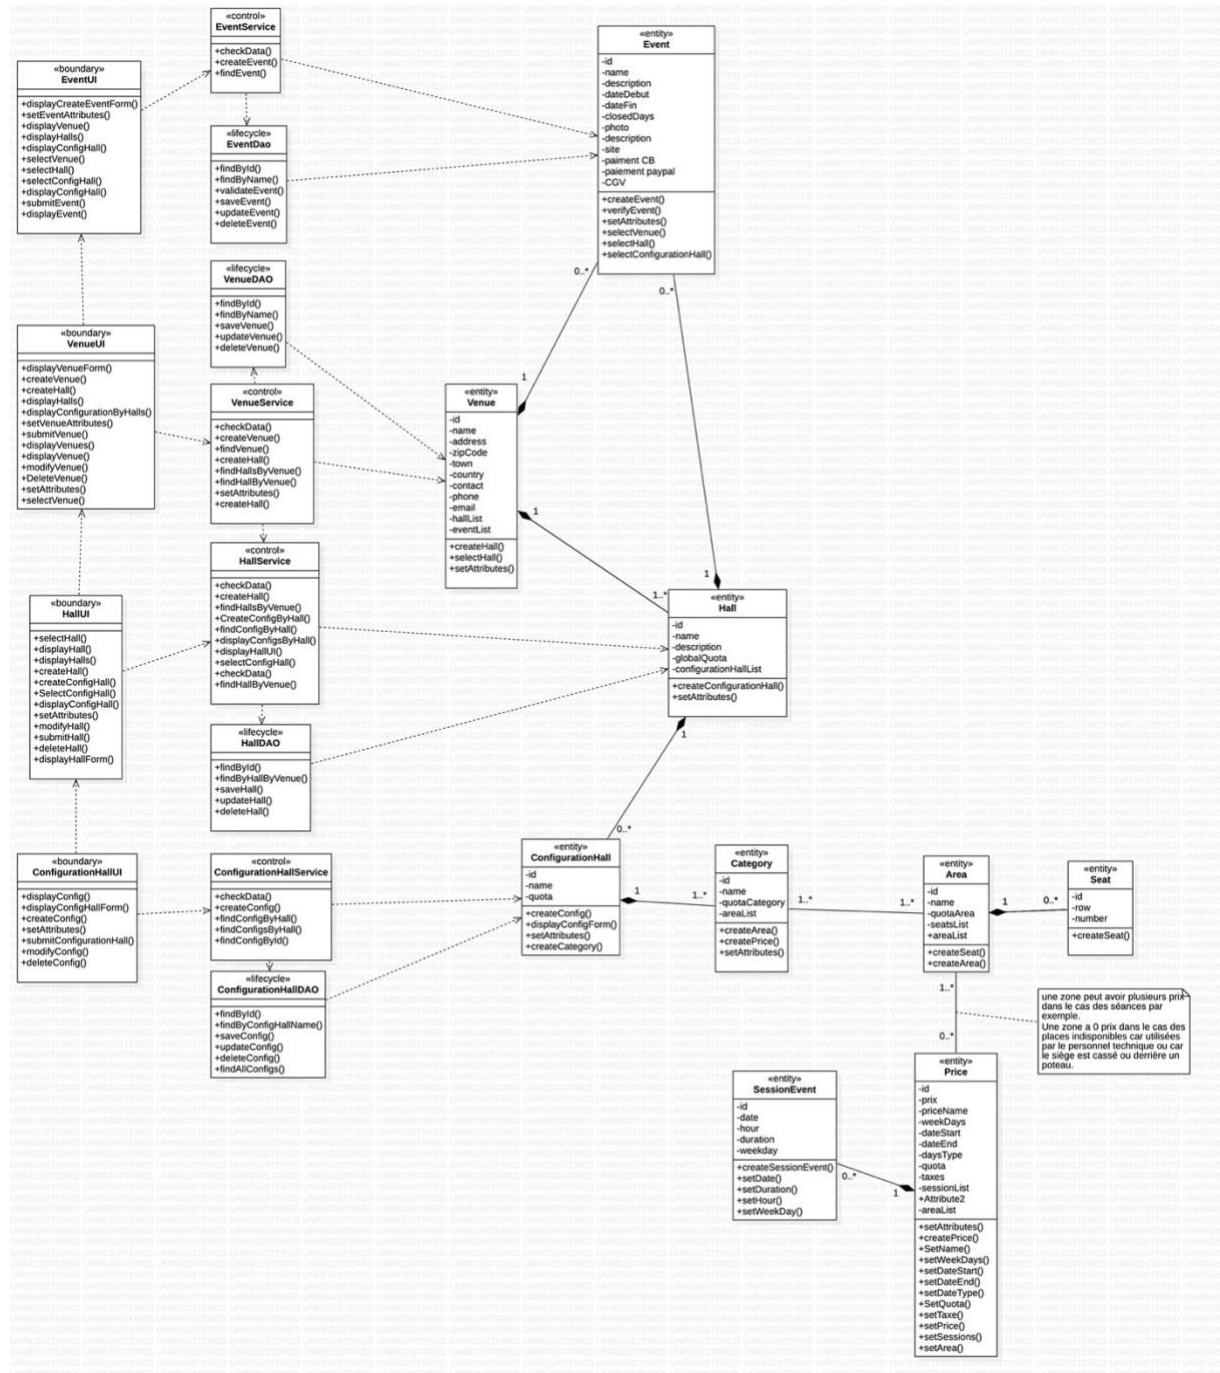 «control»
EventService
+checkData()
+createEvent()
+findEvent()
«boundary»
EventUI
+displayCreateEventForm()
+setEventAttributes()
+displayVenue()
+displayHalls()
+displayConfigHall()
+selectVenue()
+selectHall()
+selectConfigHall()
+displayConfigHall()
+submitEvent()
+displayEvent()
«lifecycle»
EventDao
+findById()
+findByName()
+validateEvent()
+saveEvent()
+updateEvent()
+deleteEvent()
«entity»
Event
-id
-name
-description
-dateDebut
-dateFin
-closedDays
-photo
-description
-site
-paiment CB
-paiement paypal
-CGV
+createEvent()
+verifyEvent()
+setAttributes()
+selectVenue()
+selectHall()
+selectConfigurationHall()
0..*
0..*
«lifecycle»
VenueDAO
+findById()
+findByName()
+saveVenue()
+updateVenue()
+deleteVenue()
«boundary»
VenueUI
+displayVenueForm()
+createVenue()
+createHall()
+displayHalls()
+displayConfigurationByHalls()
+setVenueAttributes()
+submitVenue()
+displayVenues()
+displayVenue()
+modifyVenue()
+DeleteVenue()
+setAttributes()
+selectVenue()
«control»
VenueService
+checkData()
+createVenue()
+findVenue()
+createHall()
+findHallsByVenue()
+findHallByVenue()
+setAttributes()
+createHall()
1
«entity»
Venue
-id
-name
-address
-zipCode
-town
-country
-contact
-phone
-email
-hallList
-eventList
+createHall()
+selectHall()
+setAttributes()
1
«control»
HallService
+checkData()
+createHall()
+findHallsByVenue()
+CreateConfigByHall()
+findConfigByHall()
+displayConfigsByHall()
+displayHallUI()
+selectConfigHall()
+checkData()
+findHallByVenue()
«boundary»
HallUI
+selectHall()
+displayHall()
+displayHalls()
+createHall()
+createConfigHall()
+SelectConfigHall()
+displayConfigHall()
+setAttributes()
+modifyHall()
+submitHall()
+deleteHall()
+displayHallForm()
1
1..*
«entity»
Hall
-id
-name
-description
-globalQuota
-configurationHallList
+createConfigurationHall()
+setAttributes()
1
«lifecycle»
HallDAO
+findById()
+findByHallByVenue()
+saveHall()
+updateHall()
+deleteHall()
0..*
«boundary»
ConfigurationHallUI
+displayConfig()
+displayConfigHallForm()
+createConfig()
+setAttributes()
+submitConfigurationHall()
+modifyConfig()
+deleteConfig()
«control»
ConfigurationHallService
+checkData()
+createConfig()
+findConfigByHall()
+findConfigsByHall()
+findConfigById()
«lifecycle»
ConfigurationHallDAO
+findById()
+findByConfigHallName()
+saveConfig()
+updateConfig()
+deleteConfig()
+findAllConfigs()
«entity»
ConfigurationHall
-id
-name
-quota
+createConfig()
+displayConfigForm()
+setAttributes()
+createCategory()
1
1..*
«entity»
Category
-id
-name
-quotaCategory
-areaList
+createArea()
+createPrice()
+setAttributes()
1..*
1..*
«entity»
Area
-id
-name
-quotaArea
-seatsList
-areaList
+createSeat()
+createArea()
1
0..*
«entity»
Seat
-id
-row
-number
+createSeat()
1..*
0..*
une zone peut avoir plusieurs prix
dans le cas des séances par
exemple.
Une zone a 0 prix dans le cas des
places indisponibles car utilisées
par le personnel technique ou car
le siège est cassé ou derrière un
poteau.
«entity»
SessionEvent
-id
-date
-hour
-duration
-weekday
+createSessionEvent()
+setDate()
+setDuration()
+setHour()
+setWeekDay()
0..*
1
«entity»
Price
-id
-prix
-priceName
-weekDays
-dateStart
-dateEnd
-daysType
-quota
-taxes
-sessionList
+Attribute2
-areaList
+setAttributes()
+createPrice()
+SetName()
+setWeekDays()
+setDateStart()
+setDateEnd()
+setDateType()
+SetQuota()
+setTaxe()
+setPrice()
+setSessions()
+setArea()